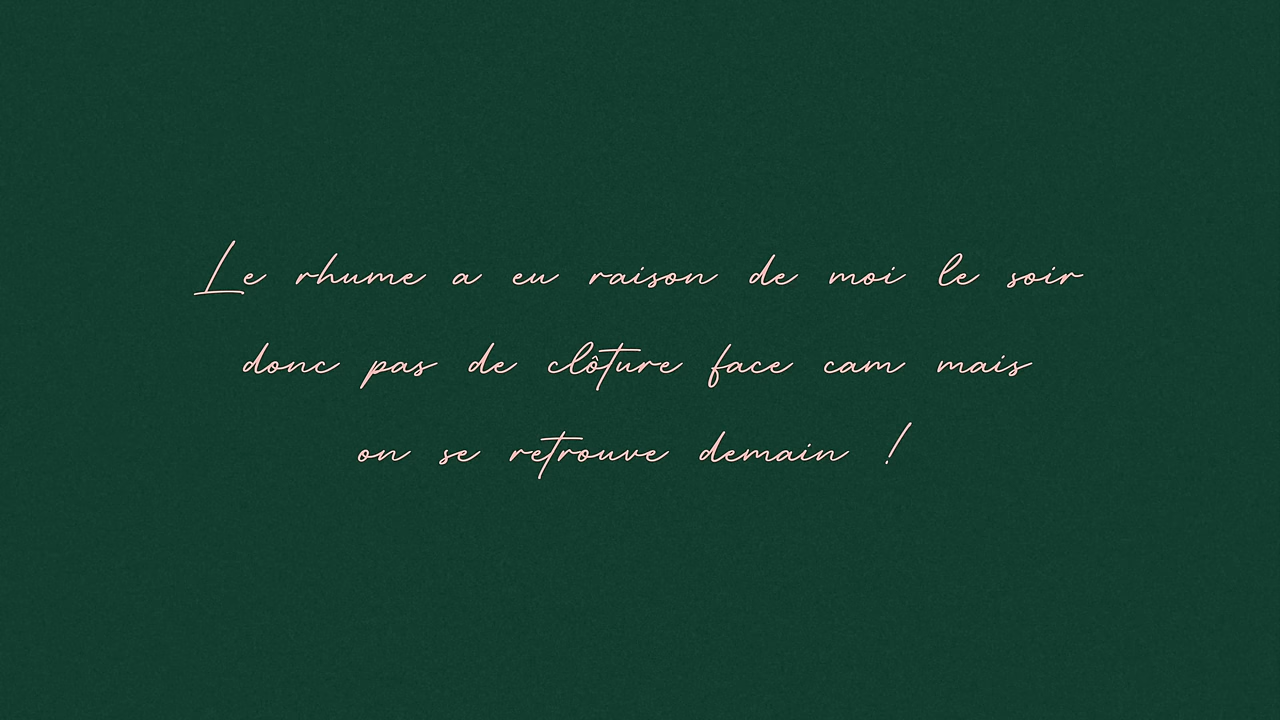 Le rhume a eu raison de moi le soir
donc pas de clôture face cam mais
on se retrouve demain !